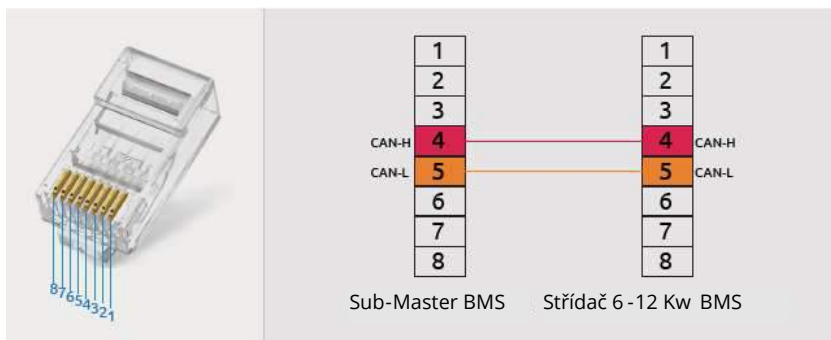 87654321
1 1
2 2
3 3
CAN-H 4 4 CAN-H
CAN-L 5 5 CAN-L
6 6
7 7
8 8
Sub-Master BMS Střídač 6 -12 Kw BMS